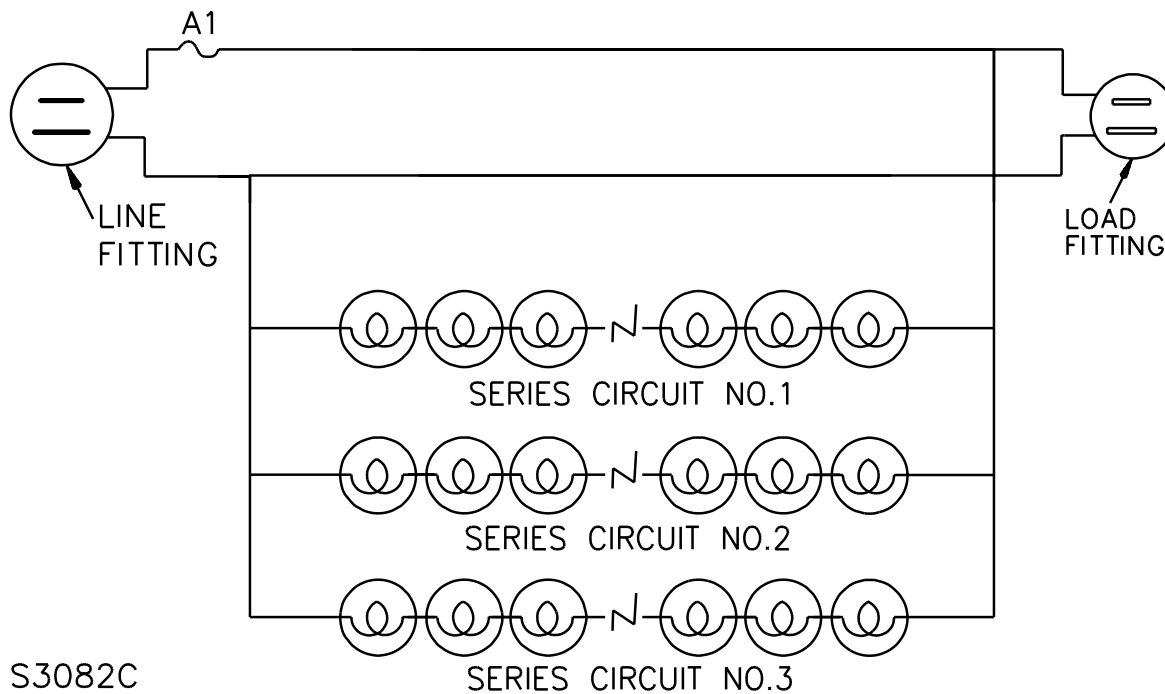 A1
LINE
FITTING
LOAD
FITTING
SERIES CIRCUIT NO.1
SERIES CIRCUIT NO.2
SERIES CIRCUIT NO.3
S3082C